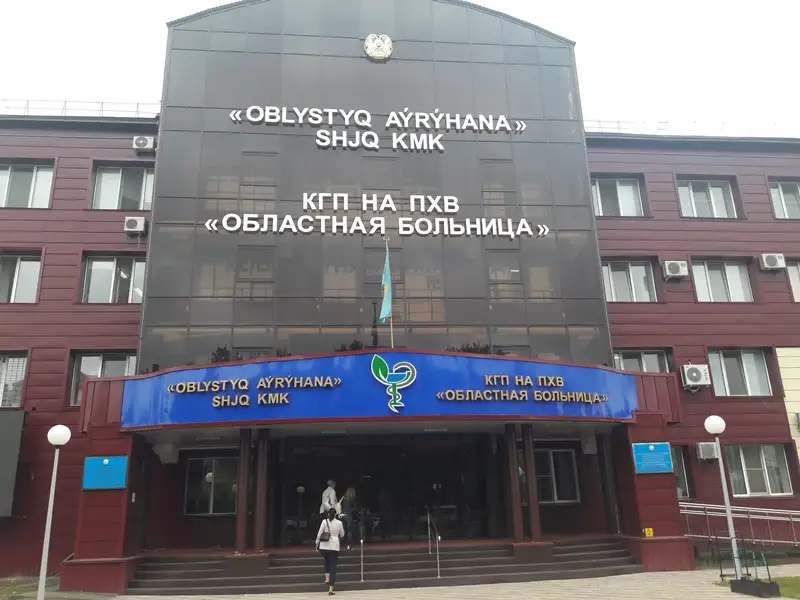 «OBLYSTYQ AÝRÝHANA»
SHJQ KMK
КГП НА ПХВ
«ОБЛАСТНАЯ БОЛЬНИЦА»
«OBLYSTYQ AÝRÝHANA»
SHJQ KMK
КГП НА ПХВ
«ОБЛАСТНАЯ БОЛЬНИЦА»